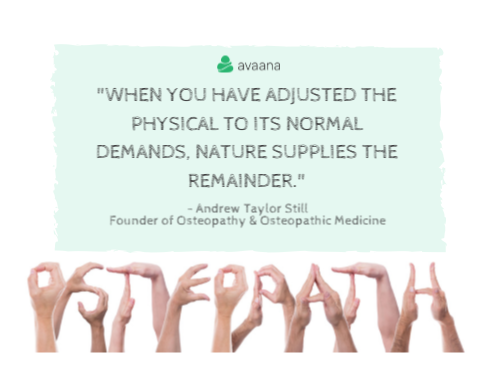 avaana
"WHEN YOU HAVE ADJUSTED THE
PHYSICAL TO ITS NORMAL
DEMANDS, NATURE SUPPLIES THE
REMAINDER."
- Andrew Taylor Still
Founder of Osteopathy & Osteopathic Medicine
OSTEOPATH